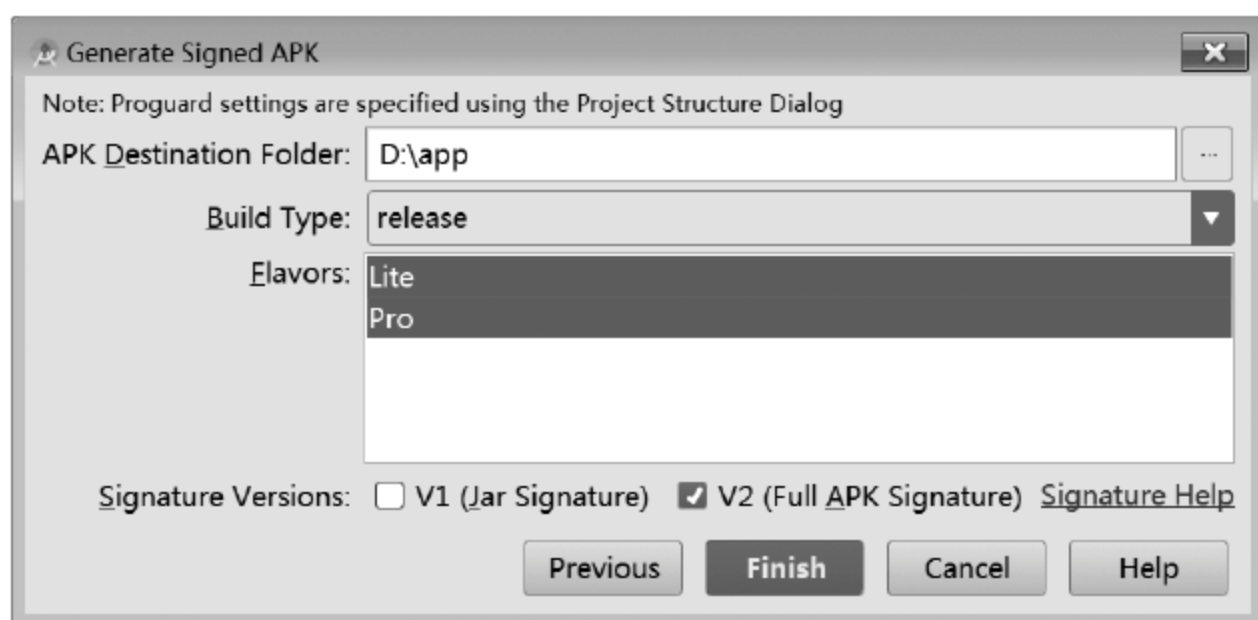 Generate Signed APK
Note: Proguard settings are specified using the Project Structure Dialog
APK Destination Folder: D:\app ...
Build Type: release
Flavors: Lite
Pro
Signature Versions: V1 (Jar Signature) V2 (Full APK Signature) Signature Help
Previous Finish Cancel Help